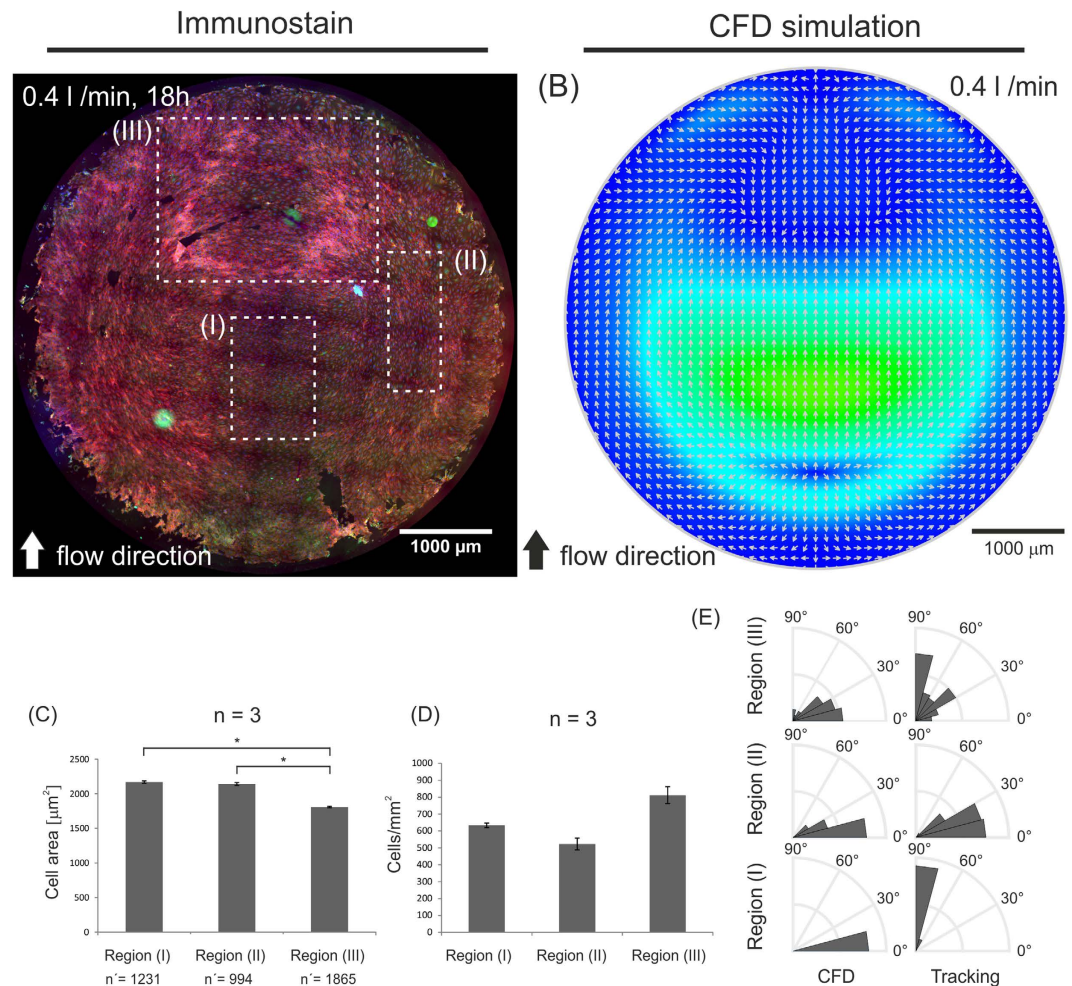 Immunostain
CFD simulation
0.4 l /min, 18h
(III)
(II)
(I)
1000 µm
flow direction
(B)
0.4 l /min
1000 µm
flow direction
(C)
n = 3
*
*
Cell area [µm²]
2500
2000
1500
1000
500
0
Region (I)
Region (II)
Region (III)
n´= 1231
n´= 994
n´= 1865
(D)
n = 3
Cells/mm²
1000
900
800
700
600
500
400
300
200
100
0
Region (I)
Region (II)
Region (III)
(E)
Region (III)
90°
60°
30°
0°
90°
60°
30°
0°
Region (II)
90°
60°
30°
0°
90°
60°
30°
0°
Region (I)
90°
60°
30°
0°
90°
60°
30°
0°
CFD
Tracking